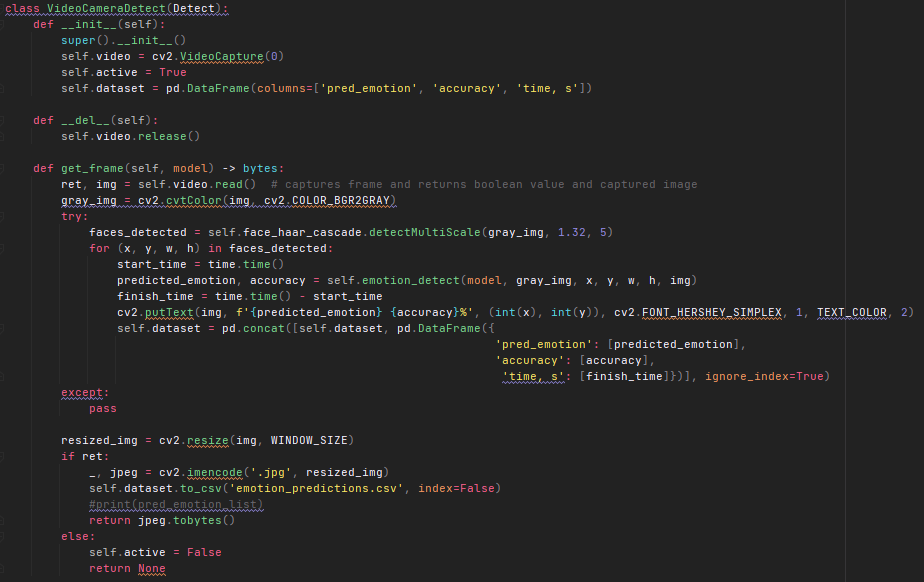 class VideoCameraDetect(Detect):
    def __init__(self):
        super().__init__()
        self.video = cv2.VideoCapture(0)
        self.active = True
        self.dataset = pd.DataFrame(columns=['pred_emotion', 'accuracy', 'time, s'])

    def __del__(self):
        self.video.release()

    def get_frame(self, model) -> bytes:
        ret, img = self.video.read()  # captures frame and returns boolean value and captured image
        gray_img = cv2.cvtColor(img, cv2.COLOR_BGR2GRAY)
        try:
            faces_detected = self.face_haar_cascade.detectMultiScale(gray_img, 1.32, 5)
            for (x, y, w, h) in faces_detected:
                start_time = time.time()
                predicted_emotion, accuracy = self.emotion_detect(model, gray_img, x, y, w, h, img)
                finish_time = time.time() - start_time
                cv2.putText(img, f'{predicted_emotion} {accuracy}%', (int(x), int(y)), cv2.FONT_HERSHEY_SIMPLEX, 1, TEXT_COLOR, 2)
                self.dataset = pd.concat([self.dataset, pd.DataFrame({
                                                                      'pred_emotion': [predicted_emotion],
                                                                      'accuracy': [accuracy],
                                                                       'time, s': [finish_time]})], ignore_index=True)
        except:
            pass

        resized_img = cv2.resize(img, WINDOW_SIZE)
        if ret:
            _, jpeg = cv2.imencode('.jpg', resized_img)
            self.dataset.to_csv('emotion_predictions.csv', index=False)
            #print(pred_emotion_list)
            return jpeg.tobytes()
        else:
            self.active = False
            return None